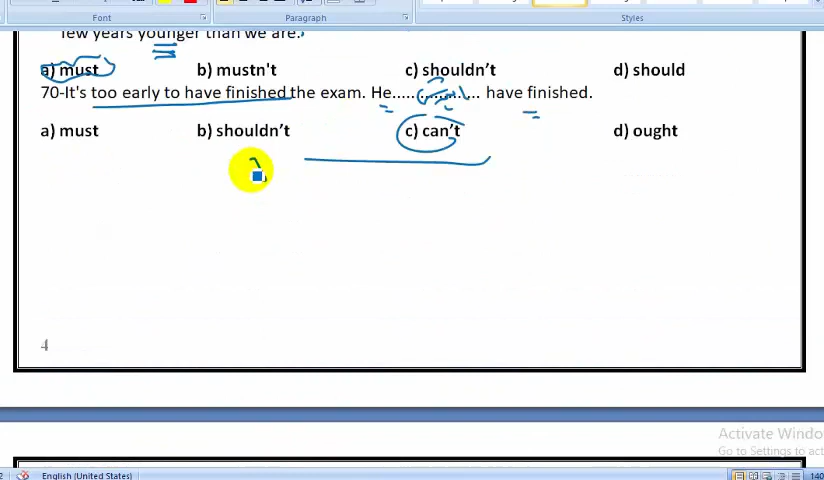 Font Paragraph Styles
few years younger than we are.
a) must b) mustn't c) shouldn't d) should
70-It's too early to have finished the exam. He.................. have finished.
a) must b) shouldn't c) can't d) ought
4
Activate Windo
Go to Settings to act
English (United States) 140